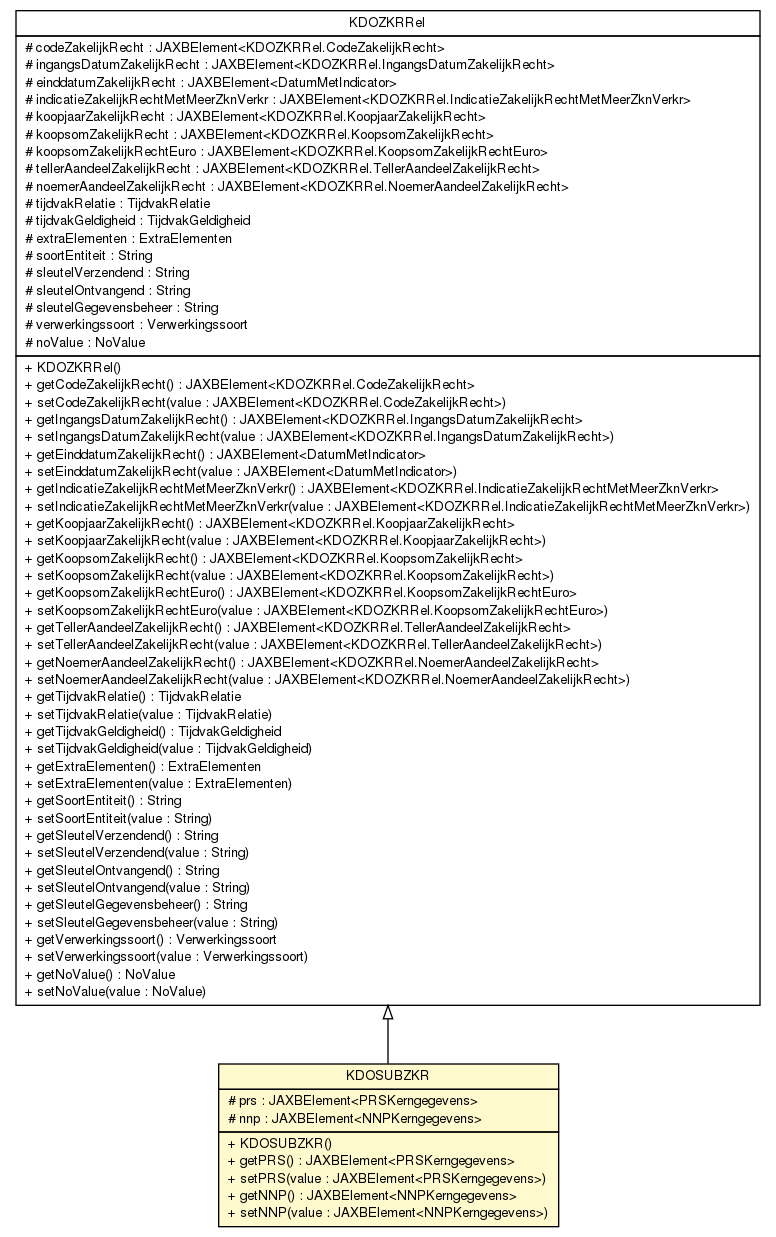 KDOZKRRel
# codeZakelijkRecht : JAXBElement<KDOZKRRel.CodeZakelijkRecht>
# ingangsDatumZakelijkRecht : JAXBElement<KDOZKRRel.IngangsDatumZakelijkRecht>
# einddatumZakelijkRecht : JAXBElement<DatumMetIndicator>
# indicatieZakelijkRechtMetMeerZknVerkr : JAXBElement<KDOZKRRel.IndicatieZakelijkRechtMetMeerZknVerkr>
# koopjaarZakelijkRecht : JAXBElement<KDOZKRRel.KoopjaarZakelijkRecht>
# koopsomZakelijkRecht : JAXBElement<KDOZKRRel.KoopsomZakelijkRecht>
# koopsomZakelijkRechtEuro : JAXBElement<KDOZKRRel.KoopsomZakelijkRechtEuro>
# tellerAandeelZakelijkRecht : JAXBElement<KDOZKRRel.TellerAandeelZakelijkRecht>
# noemerAandeelZakelijkRecht : JAXBElement<KDOZKRRel.NoemerAandeelZakelijkRecht>
# tijdvakRelatie : TijdvakRelatie
# tijdvakGeldigheid : TijdvakGeldigheid
# extraElementen : ExtraElementen
# soortEntiteit : String
# sleutelVerzendend : String
# sleutelOntvangend : String
# sleutelGegevensbeheer : String
# verwerkingssoort : Verwerkingssoort
# noValue : NoValue
+ KDOZKRRel()
+ getCodeZakelijkRecht() : JAXBElement<KDOZKRRel.CodeZakelijkRecht>
+ setCodeZakelijkRecht(value : JAXBElement<KDOZKRRel.CodeZakelijkRecht>)
+ getIngangsDatumZakelijkRecht() : JAXBElement<KDOZKRRel.IngangsDatumZakelijkRecht>
+ setIngangsDatumZakelijkRecht(value : JAXBElement<KDOZKRRel.IngangsDatumZakelijkRecht>)
+ getEinddatumZakelijkRecht() : JAXBElement<DatumMetIndicator>
+ setEinddatumZakelijkRecht(value : JAXBElement<DatumMetIndicator>)
+ getIndicatieZakelijkRechtMetMeerZknVerkr() : JAXBElement<KDOZKRRel.IndicatieZakelijkRechtMetMeerZknVerkr>
+ setIndicatieZakelijkRechtMetMeerZknVerkr(value : JAXBElement<KDOZKRRel.IndicatieZakelijkRechtMetMeerZknVerkr>)
+ getKoopjaarZakelijkRecht() : JAXBElement<KDOZKRRel.KoopjaarZakelijkRecht>
+ setKoopjaarZakelijkRecht(value : JAXBElement<KDOZKRRel.KoopjaarZakelijkRecht>)
+ getKoopsomZakelijkRecht() : JAXBElement<KDOZKRRel.KoopsomZakelijkRecht>
+ setKoopsomZakelijkRecht(value : JAXBElement<KDOZKRRel.KoopsomZakelijkRecht>)
+ getKoopsomZakelijkRechtEuro() : JAXBElement<KDOZKRRel.KoopsomZakelijkRechtEuro>
+ setKoopsomZakelijkRechtEuro(value : JAXBElement<KDOZKRRel.KoopsomZakelijkRechtEuro>)
+ getTellerAandeelZakelijkRecht() : JAXBElement<KDOZKRRel.TellerAandeelZakelijkRecht>
+ setTellerAandeelZakelijkRecht(value : JAXBElement<KDOZKRRel.TellerAandeelZakelijkRecht>)
+ getNoemerAandeelZakelijkRecht() : JAXBElement<KDOZKRRel.NoemerAandeelZakelijkRecht>
+ setNoemerAandeelZakelijkRecht(value : JAXBElement<KDOZKRRel.NoemerAandeelZakelijkRecht>)
+ getTijdvakRelatie() : TijdvakRelatie
+ setTijdvakRelatie(value : TijdvakRelatie)
+ getTijdvakGeldigheid() : TijdvakGeldigheid
+ setTijdvakGeldigheid(value : TijdvakGeldigheid)
+ getExtraElementen() : ExtraElementen
+ setExtraElementen(value : ExtraElementen)
+ getSoortEntiteit() : String
+ setSoortEntiteit(value : String)
+ getSleutelVerzendend() : String
+ setSleutelVerzendend(value : String)
+ getSleutelOntvangend() : String
+ setSleutelOntvangend(value : String)
+ getSleutelGegevensbeheer() : String
+ setSleutelGegevensbeheer(value : String)
+ getVerwerkingssoort() : Verwerkingssoort
+ setVerwerkingssoort(value : Verwerkingssoort)
+ getNoValue() : NoValue
+ setNoValue(value : NoValue)
KDOSUBZKR
# prs : JAXBElement<PRSKerngegevens>
# nnp : JAXBElement<NNPKerngegevens>
+ KDOSUBZKR()
+ getPRS() : JAXBElement<PRSKerngegevens>
+ setPRS(value : JAXBElement<PRSKerngegevens>)
+ getNNP() : JAXBElement<NNPKerngegevens>
+ setNNP(value : JAXBElement<NNPKerngegevens>)